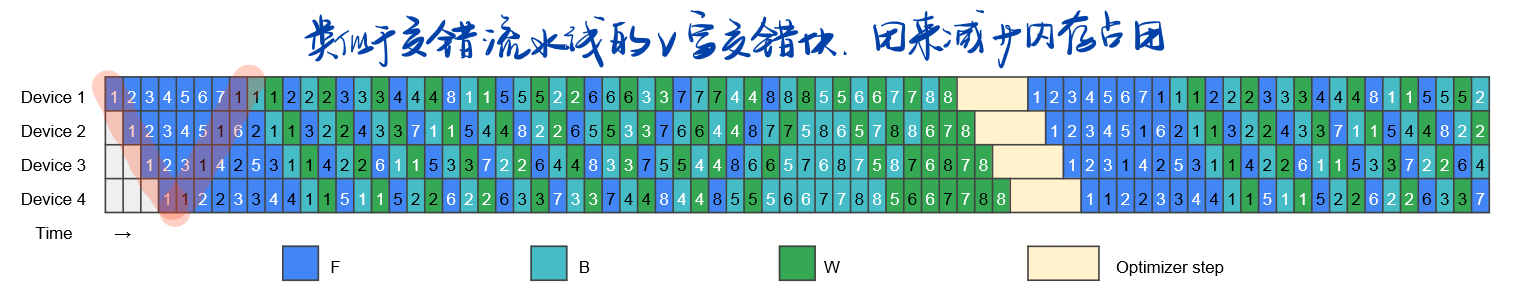 类似于交错流水线的V字交错块. 用来减少内存占用
Device 1 1 2 3 4 5 6 7 1 1 1 2 2 2 3 3 3 4 4 4 8 1 1 5 5 5 2 2 6 6 6 3 3 7 7 7 4 4 8 8 8 5 5 6 6 7 7 8 8 1 2 3 4 5 6 7 1 1 1 2 2 2 3 3 3 4 4 4 8 1 1 5 5 5 2
Device 2 1 2 3 4 5 1 6 2 1 1 3 2 2 4 3 3 7 1 1 5 4 4 8 2 2 6 5 5 3 3 7 6 6 4 4 8 7 7 5 8 6 5 7 8 8 6 7 8 1 2 3 4 5 1 6 2 1 1 3 2 2 4 3 3 7 1 1 5 4 4 8 2 2
Device 3 1 2 3 1 4 2 5 3 1 1 4 2 2 6 1 1 5 3 3 7 2 2 6 4 4 8 3 3 7 5 5 4 4 8 6 6 5 7 6 8 7 5 8 7 6 8 7 8 1 2 3 1 4 2 5 3 1 1 4 2 2 6 1 1 5 3 3 7 2 2 6 4
Device 4 1 1 2 2 3 3 4 4 1 1 5 1 1 5 2 2 6 2 2 6 3 3 7 3 3 7 4 4 8 4 4 8 5 5 5 6 6 7 7 8 8 5 6 6 7 7 8 8 1 1 2 2 3 3 4 4 1 1 5 1 1 5 2 2 6 2 2 6 3 3 7
Time →
F B W Optimizer step